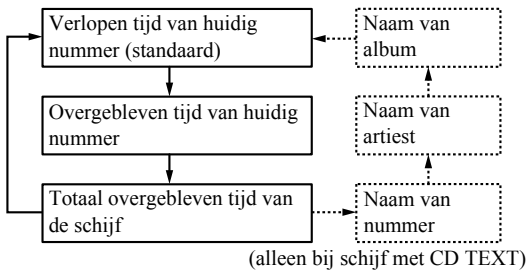 Verlopen tijd van huidig
nummer (standaard)
Overgebleven tijd van huidig
nummer
Totaal overgebleven tijd van
de schijf
Naam van
album
Naam van
artiest
Naam van
nummer
(alleen bij schijf met CD TEXT)